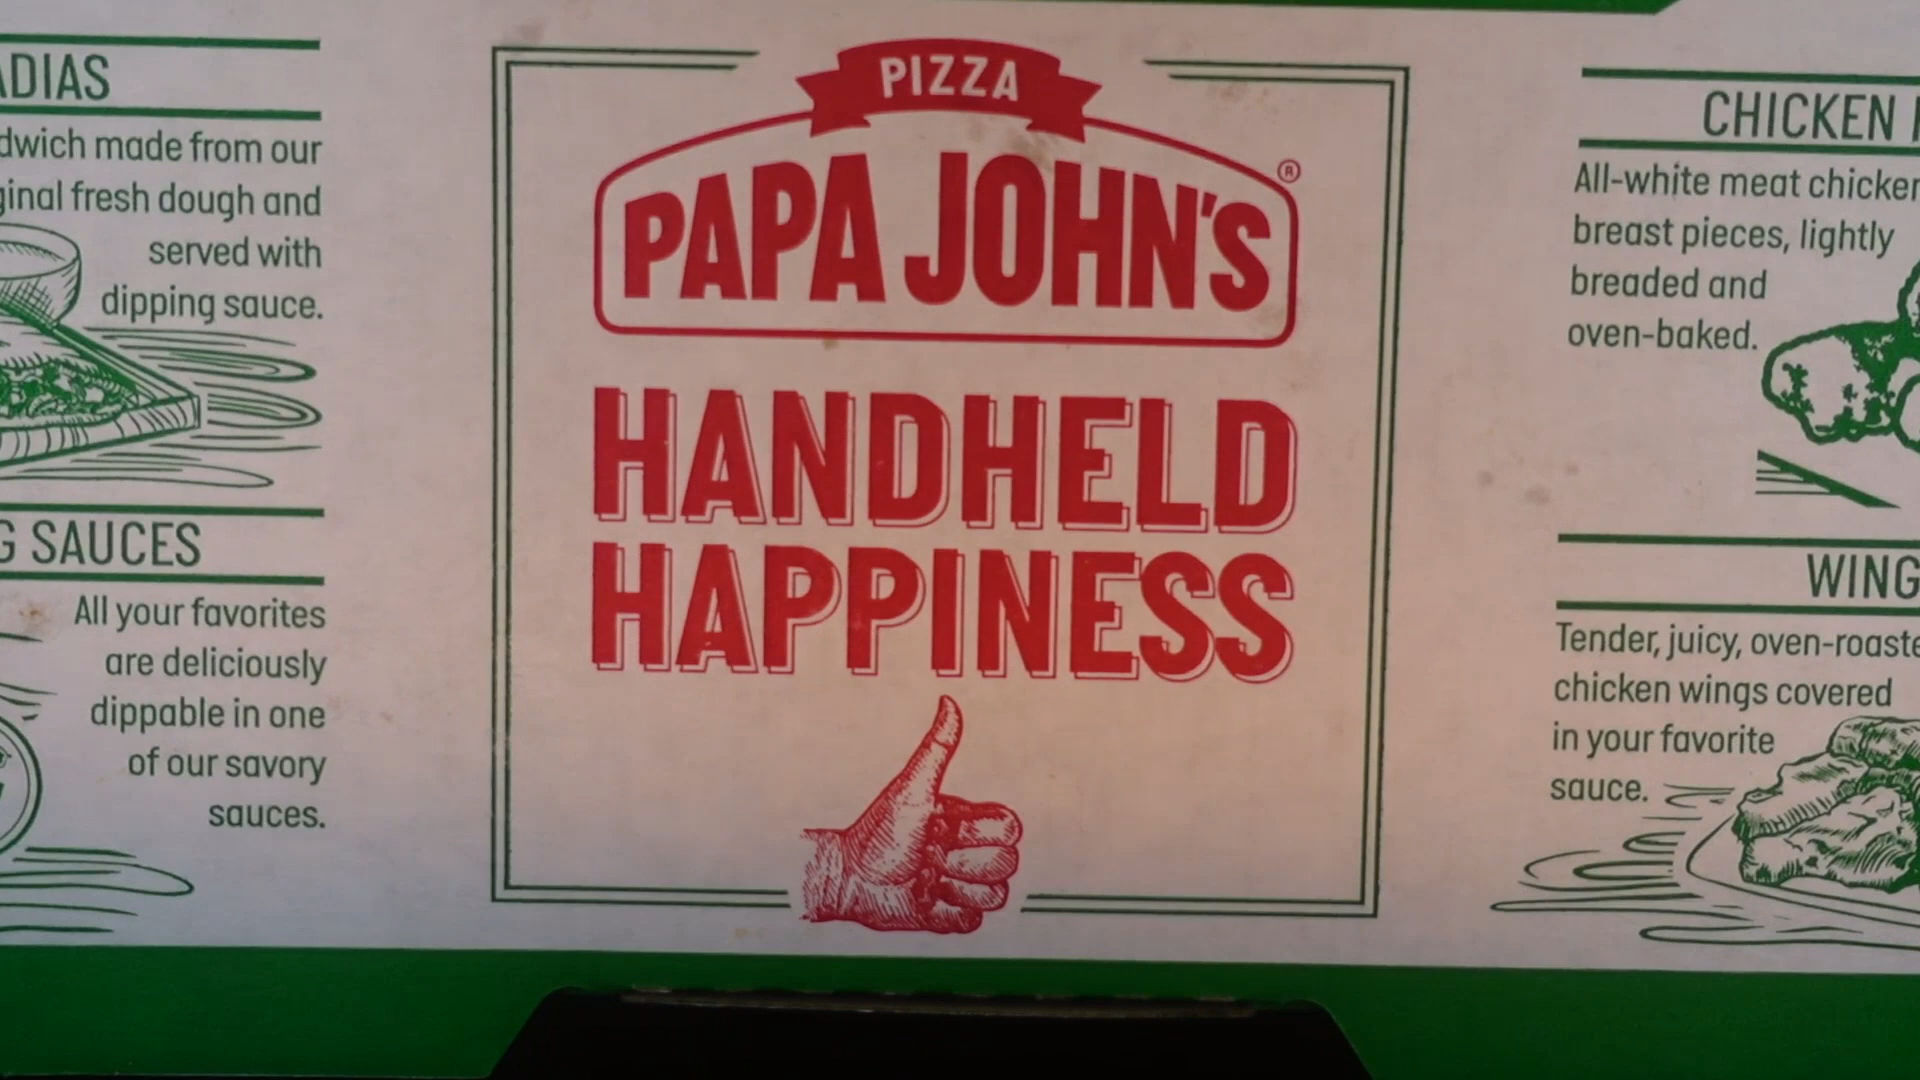 ADIAS
dwich made from our
ginal fresh dough and
served with
dipping sauce.
G SAUCES
All your favorites
are deliciously
dippable in one
of our savory
sauces.
PIZZA
PAPA JOHN'S®
HANDHELD
HAPPINESS
CHICKEN
All-white meat chicken
breast pieces, lightly
breaded and
oven-baked.
WING
Tender, juicy, oven-roaste
chicken wings covered
in your favorite
sauce.